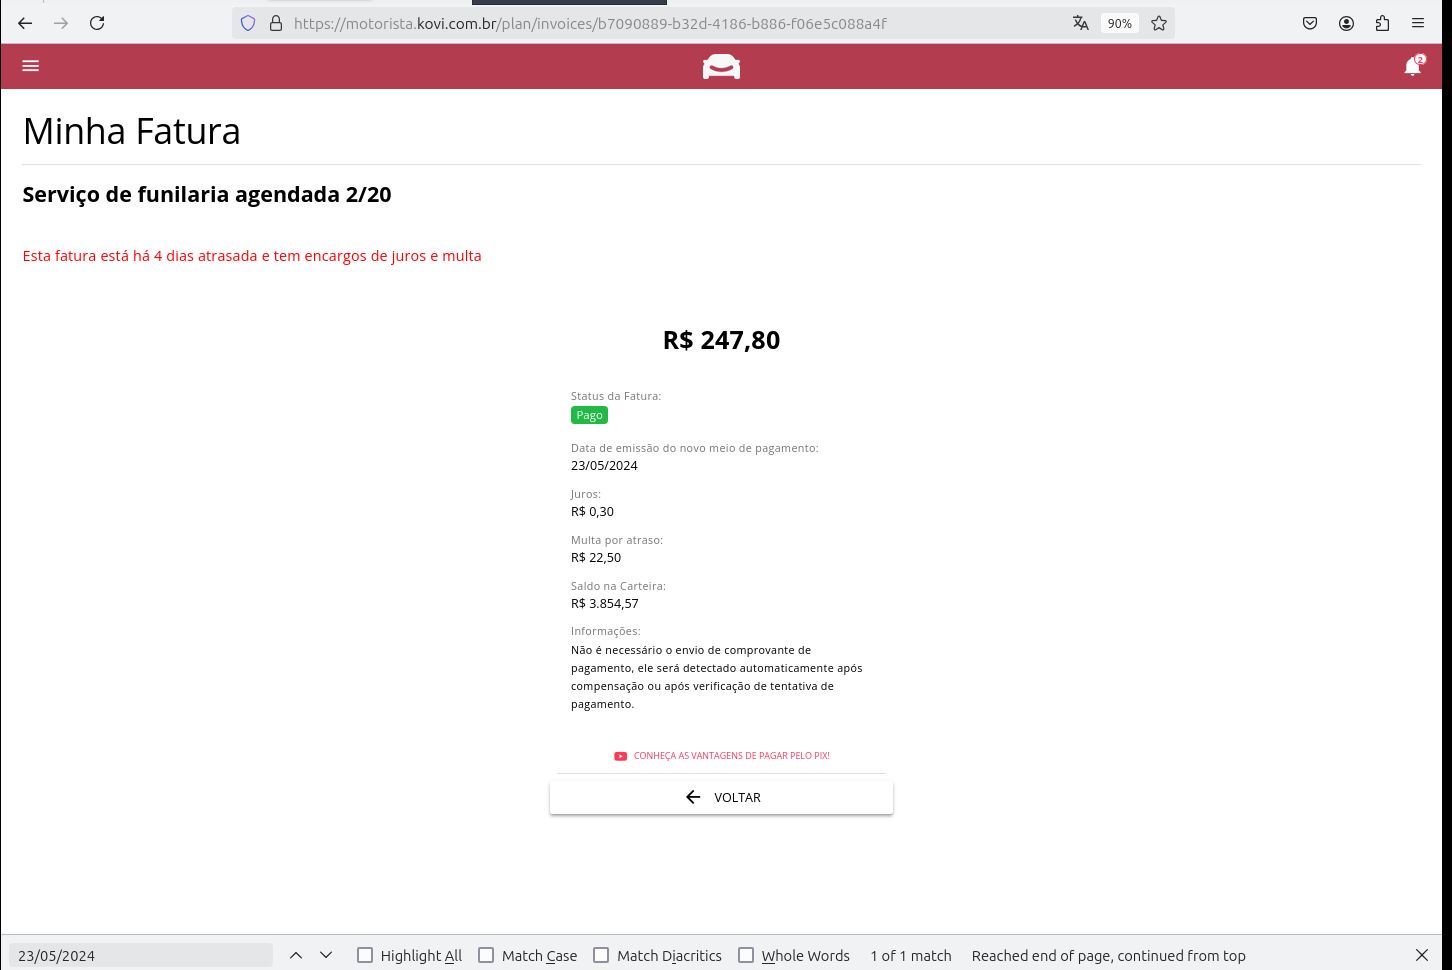 https://motorista.kovi.com.br/plan/invoices/b7090889-b32d-4186-b886-f06e5c088a4f
90%
2
Minha Fatura
Serviço de funilaria agendada 2/20
Esta fatura está há 4 dias atrasada e tem encargos de juros e multa
R$ 247,80
Status da Fatura:
Pago
Data de emissão do novo meio de pagamento:
23/05/2024
Juros:
R$ 0,30
Multa por atraso:
R$ 22,50
Saldo na Carteira:
R$ 3.854,57
Informações:
Não é necessário o envio de comprovante de
pagamento, ele será detectado automaticamente após
compensação ou após verificação de tentativa de
pagamento.
CONHEÇA AS VANTAGENS DE PAGAR PELO PIX!
VOLTAR
23/05/2024 Highlight All Match Case Match Diacritics Whole Words 1 of 1 match Reached end of page, continued from top